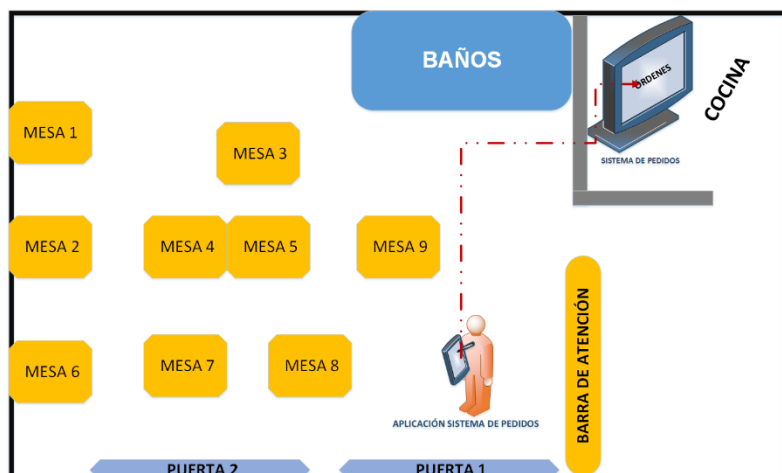 BAÑOS
ÓRDENES
COCINA
SISTEMA DE PEDIDOS
MESA 1
MESA 3
MESA 2
MESA 4
MESA 5
MESA 9
MESA 6
MESA 7
MESA 8
BARRA DE ATENCIÓN
APLICACIÓN SISTEMA DE PEDIDOS
PUERTA 2
PUERTA 1